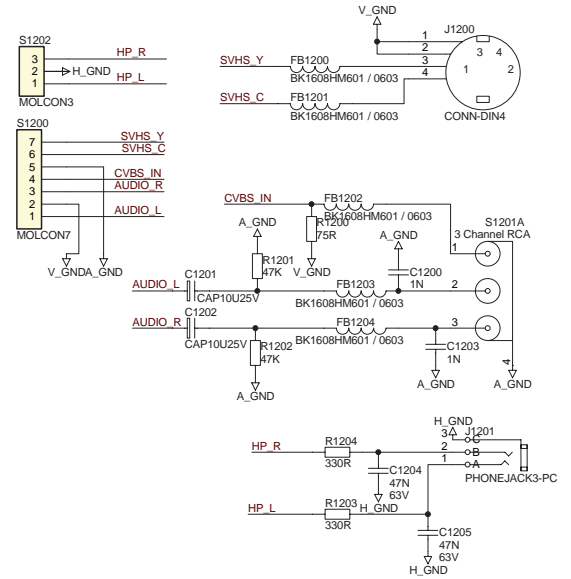 V_GND
S1202
J1200
3
HP_R
1
2
2
H_GND
3 4
SVHS_Y
FB1200
3
1
HP_L
4
1 2
BK1608HM601 / 0603
MOLCON3
SVHS_C
FB1201
S1200
BK1608HM601 / 0603
CONN-DIN4
7
SVHS_Y
6
SVHS_C
5
4
CVBS_IN
3
AUDIO_R
2
1
AUDIO_L
MOLCON7
V_GND
A_GND
CVBS_IN
FB1202
A_GND
R1200
BK1608HM601 / 0603
75R
A_GND
S1201A
3 Channel RCA
1
R1201
47K
V_GND
C1200
1N
AUDIO_L
C1201
FB1203
2
CAP10U25V
BK1608HM601 / 0603
C1202
AUDIO_R
FB1204
3
CAP10U25V
R1202
47K
BK1608HM601 / 0603
C1203
1N
4
A_GND
A_GND
A_GND
H_GND
J1201
3
C
HP_R
R1204
2
B
330R
1
A
C1204
47N
63V
PHONEJACK3-PC
HP_L
R1203
H_GND
330R
C1205
47N
63V
H_GND